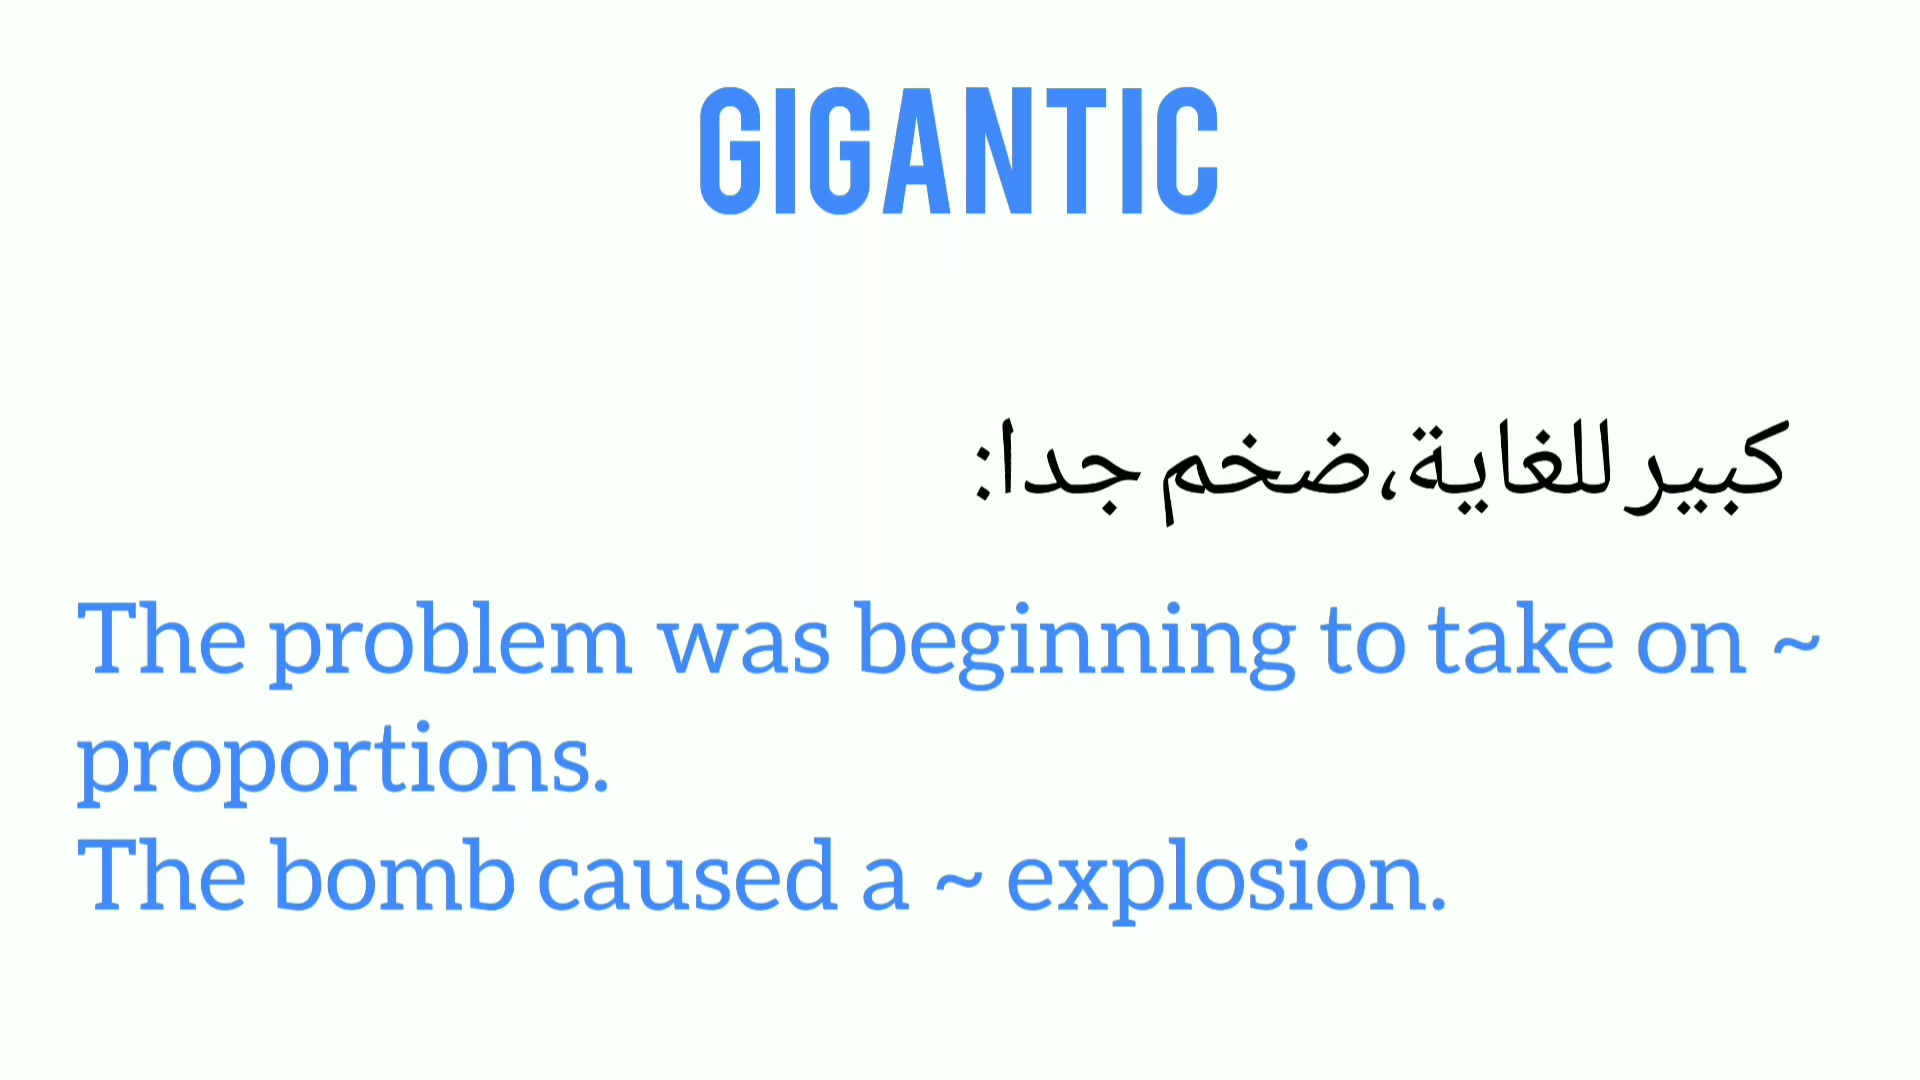 GIGANTIC
كبير للغاية،ضخم جدا:
The problem was beginning to take on ~
proportions.
The bomb caused a ~ explosion.